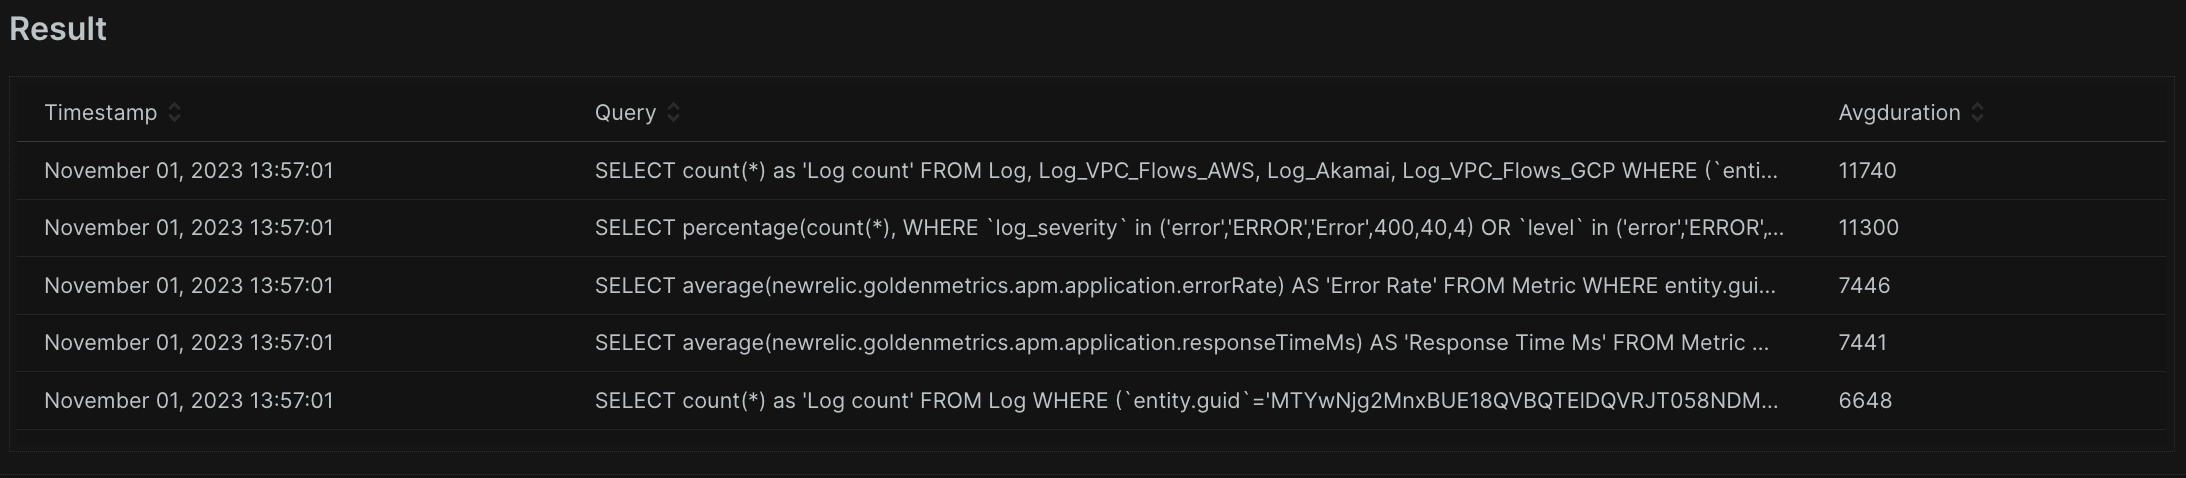 Result
Timestamp Query Avgduration
November 01, 2023 13:57:01 SELECT count(*) as 'Log count' FROM Log, Log_VPC_Flows_AWS, Log_Akamai, Log_VPC_Flows_GCP WHERE (`enti... 11740
November 01, 2023 13:57:01 SELECT percentage(count(*), WHERE `log_severity` in ('error','ERROR','Error',400,40,4) OR `level` in ('error','ERROR',... 11300
November 01, 2023 13:57:01 SELECT average(newrelic.goldenmetrics.apm.application.errorRate) AS 'Error Rate' FROM Metric WHERE entity.gui... 7446
November 01, 2023 13:57:01 SELECT average(newrelic.goldenmetrics.apm.application.responseTimeMs) AS 'Response Time Ms' FROM Metric ... 7441
November 01, 2023 13:57:01 SELECT count(*) as 'Log count' FROM Log WHERE (`entity.guid`='MTYwNjg2MnxBUE18QVBQTElDQVRJT058NDM... 6648